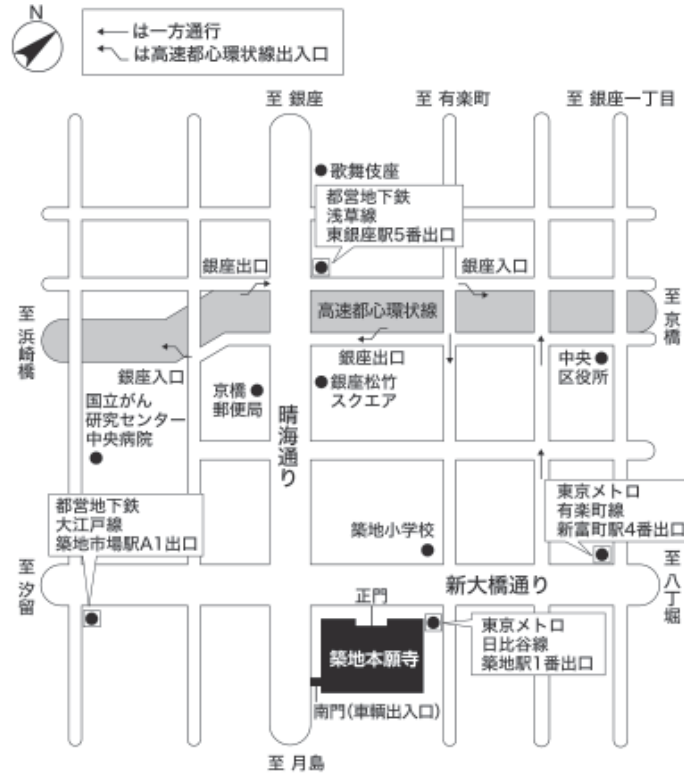 N
は一方通行
は高速都心環状線出入口
至 銀座
至 有楽町
至 銀座一丁目
歌舞伎座
都営地下鉄
浅草線
東銀座駅5番出口
銀座出口
銀座入口
高速都心環状線
至 浜崎橋
至 京橋
銀座出口
銀座入口
中央
区役所
京橋
郵便局
銀座松竹
スクエア
国立がん
研究センター
中央病院
晴海通り
都営地下鉄
大江戸線
築地市場駅A1出口
東京メトロ
有楽町線
新富町駅4番出口
築地小学校
至 汐留
至 八丁堀
新大橋通り
正門
築地本願寺
東京メトロ
日比谷線
築地駅1番出口
南門(車輌出入口)
至 月島